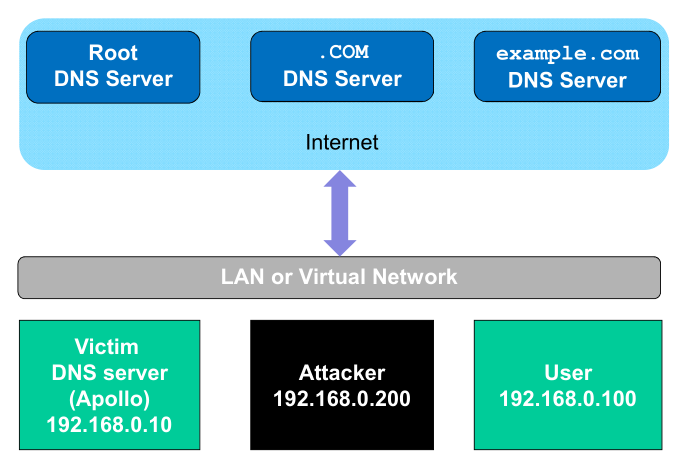 Root
DNS Server
.COM
DNS Server
example.com
DNS Server
Internet
LAN or Virtual Network
Victim
DNS server
(Apollo)
192.168.0.10
Attacker
192.168.0.200
User
192.168.0.100